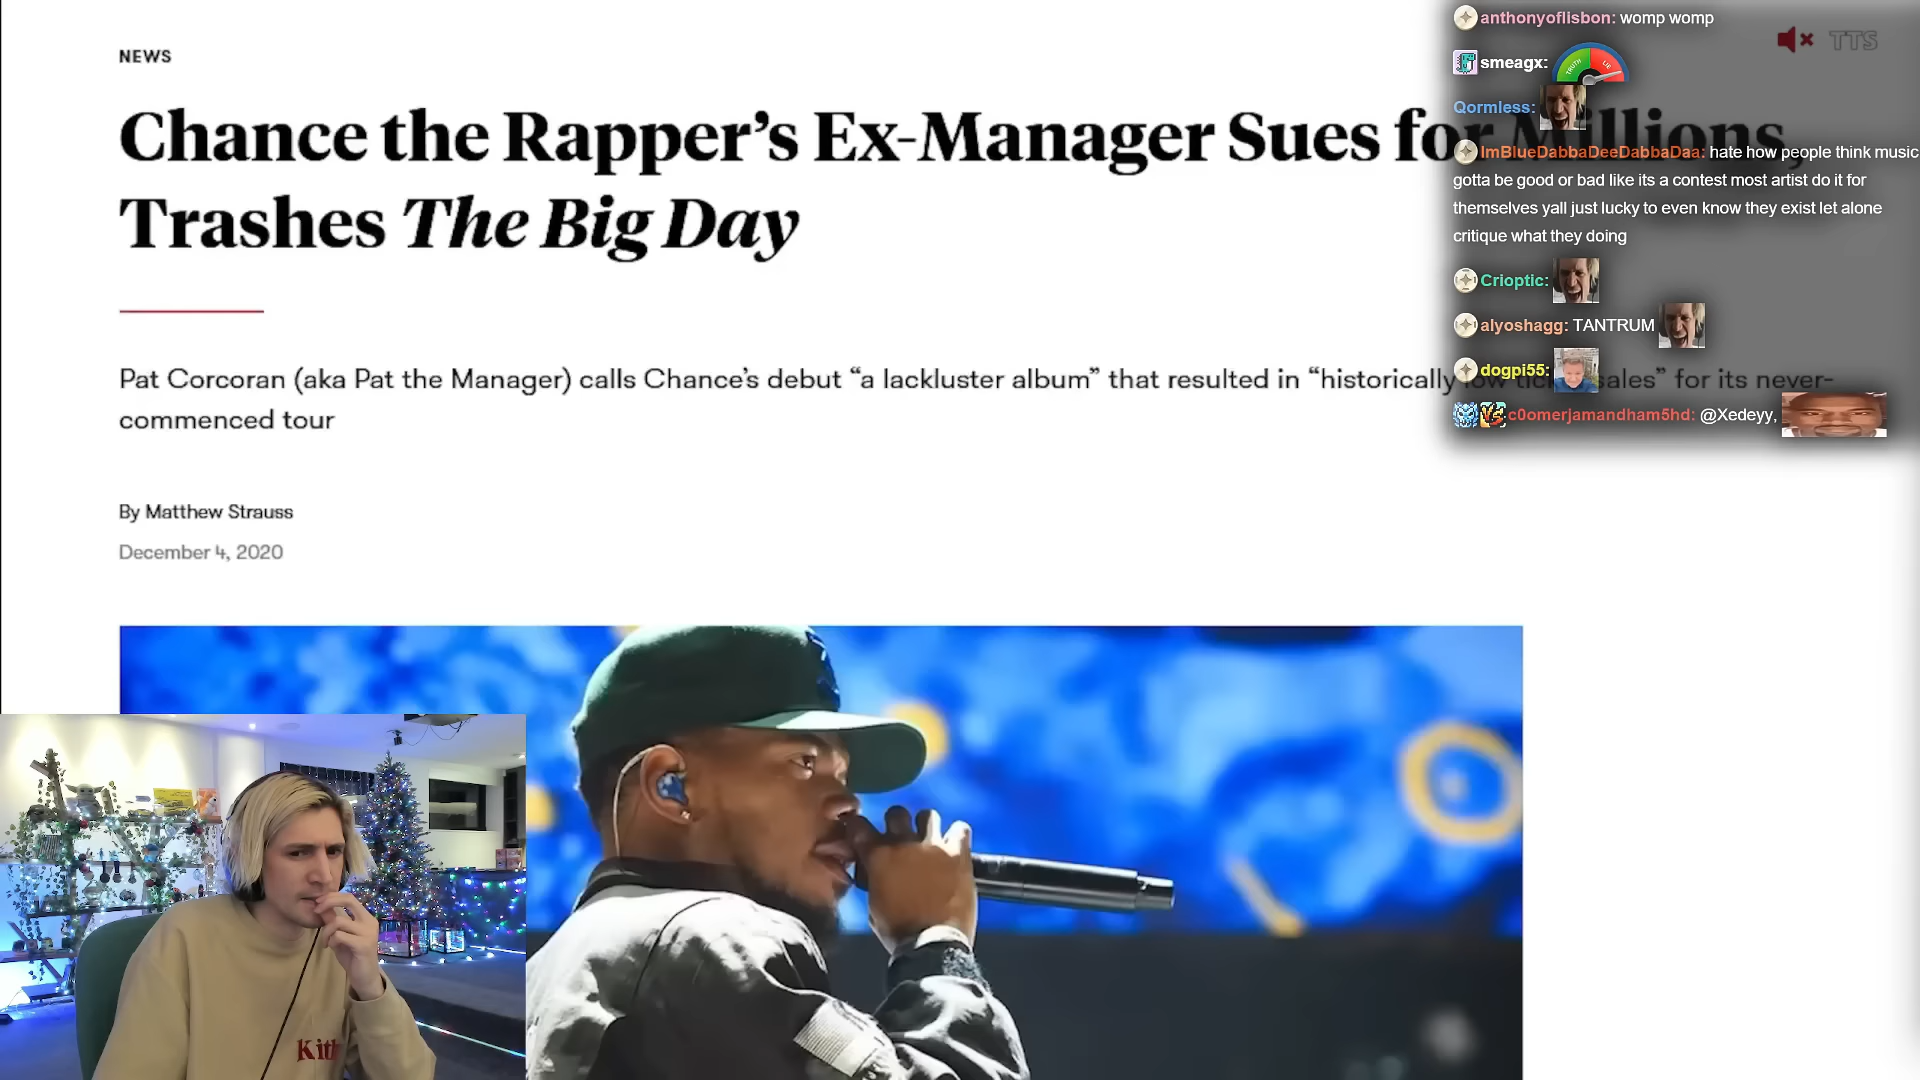 NEWS
Chance the Rapper’s Ex-Manager Sues for Millions,
Trashes The Big Day
Pat Corcoran (aka Pat the Manager) calls Chance’s debut “a lackluster album” that resulted in “historically low ticket sales” for its never-
commenced tour
By Matthew Strauss
December 4, 2020
anthonyoflisbon: womp womp
TTS
smeagx:
TRUTH LIE
Qormless:
ImBlueDabbaDeeDabbaDaa: hate how people think music
gotta be good or bad like its a contest most artist do it for
themselves yall just lucky to even know they exist let alone
critique what they doing
Crioptic:
alyoshagg: TANTRUM
dogpi55:
VS c0omerjamandham5hd: @Xedeyy,